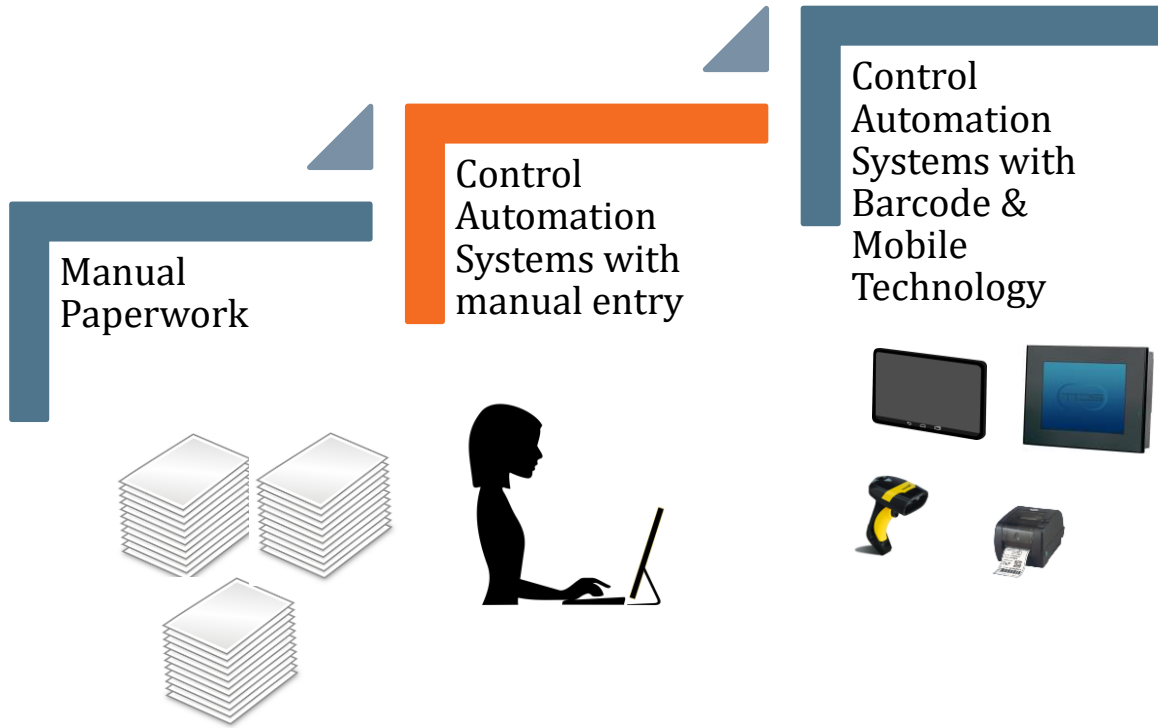 Manual
Paperwork
Control
Automation
Systems with
manual entry
Control
Automation
Systems with
Barcode &
Mobile
Technology